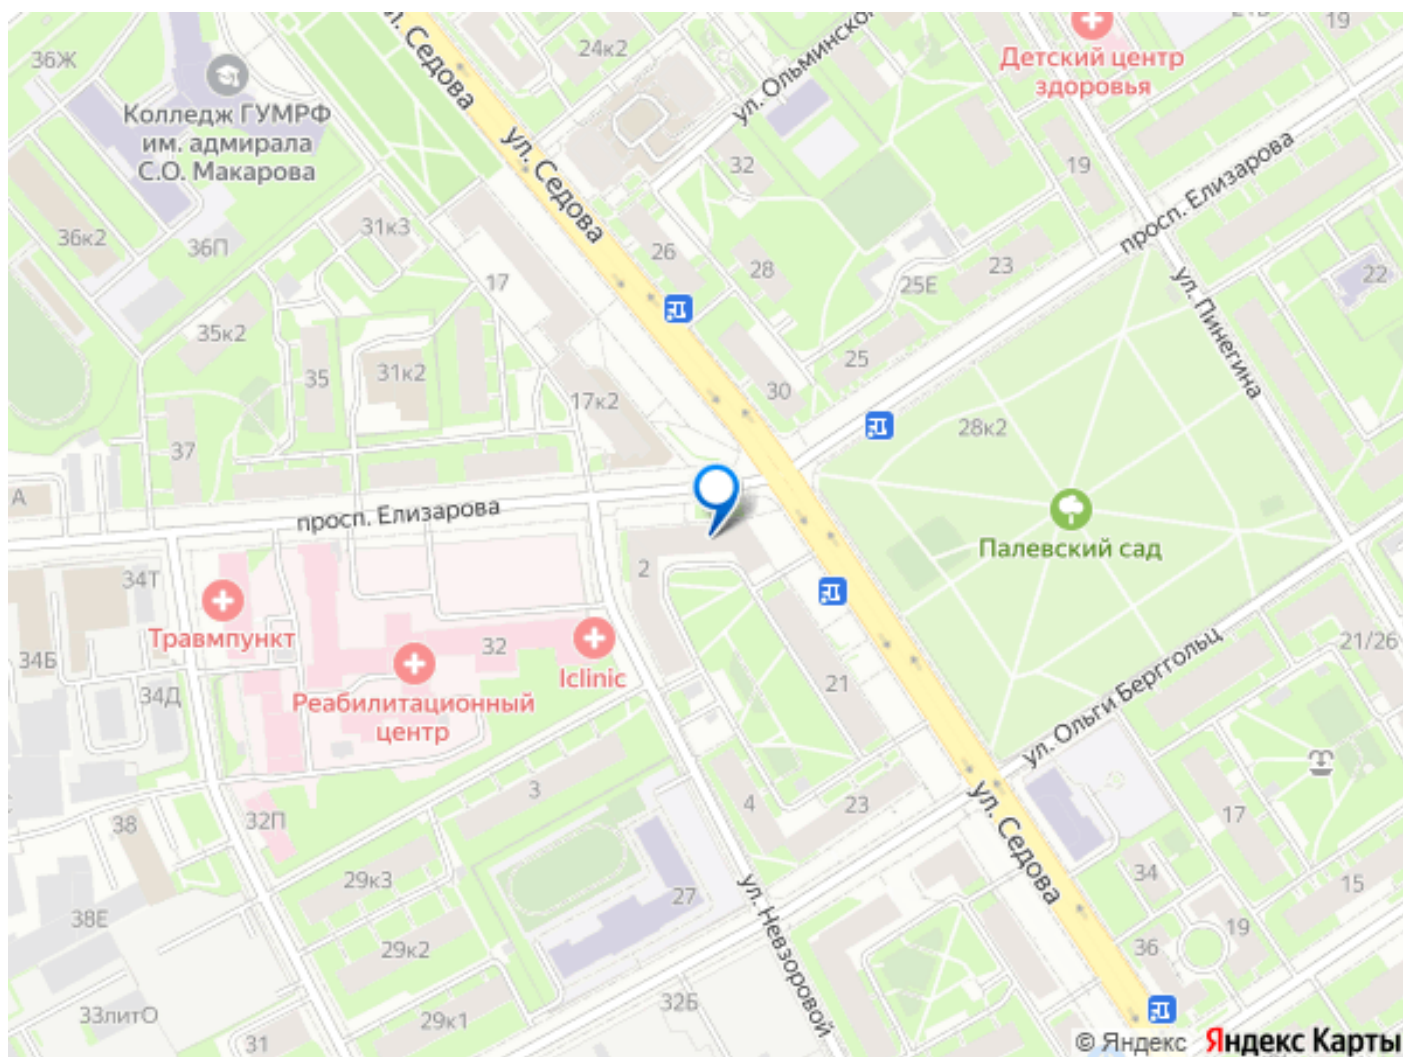 36Ж
Колледж ГУМРФ
им. адмирала
С.О. Макарова
ул. Седова
24к2
ул. Ольминского
Детский центр
здоровья
19
ул. Седова
32
19
просп. Елизарова
36к2
36П
31к3
17
26
28
25Е
23
22
ул. Пинегина
35к2
35
31к2
17к2
30
25
28к2
37
А
просп. Елизарова
Палевский сад
2
34Т
Травмпункт
32
Iclinic
34Б
34Д
Реабилитационный
центр
21
ул. Ольги Берггольц
21/26
3
4
23
ул. Седова
17
38
32П
29к3
27
34
15
38Е
29к2
ул. Невзоровой
36
19
33литО
29к1
32Б
31
© Яндекс Яндекс Карты